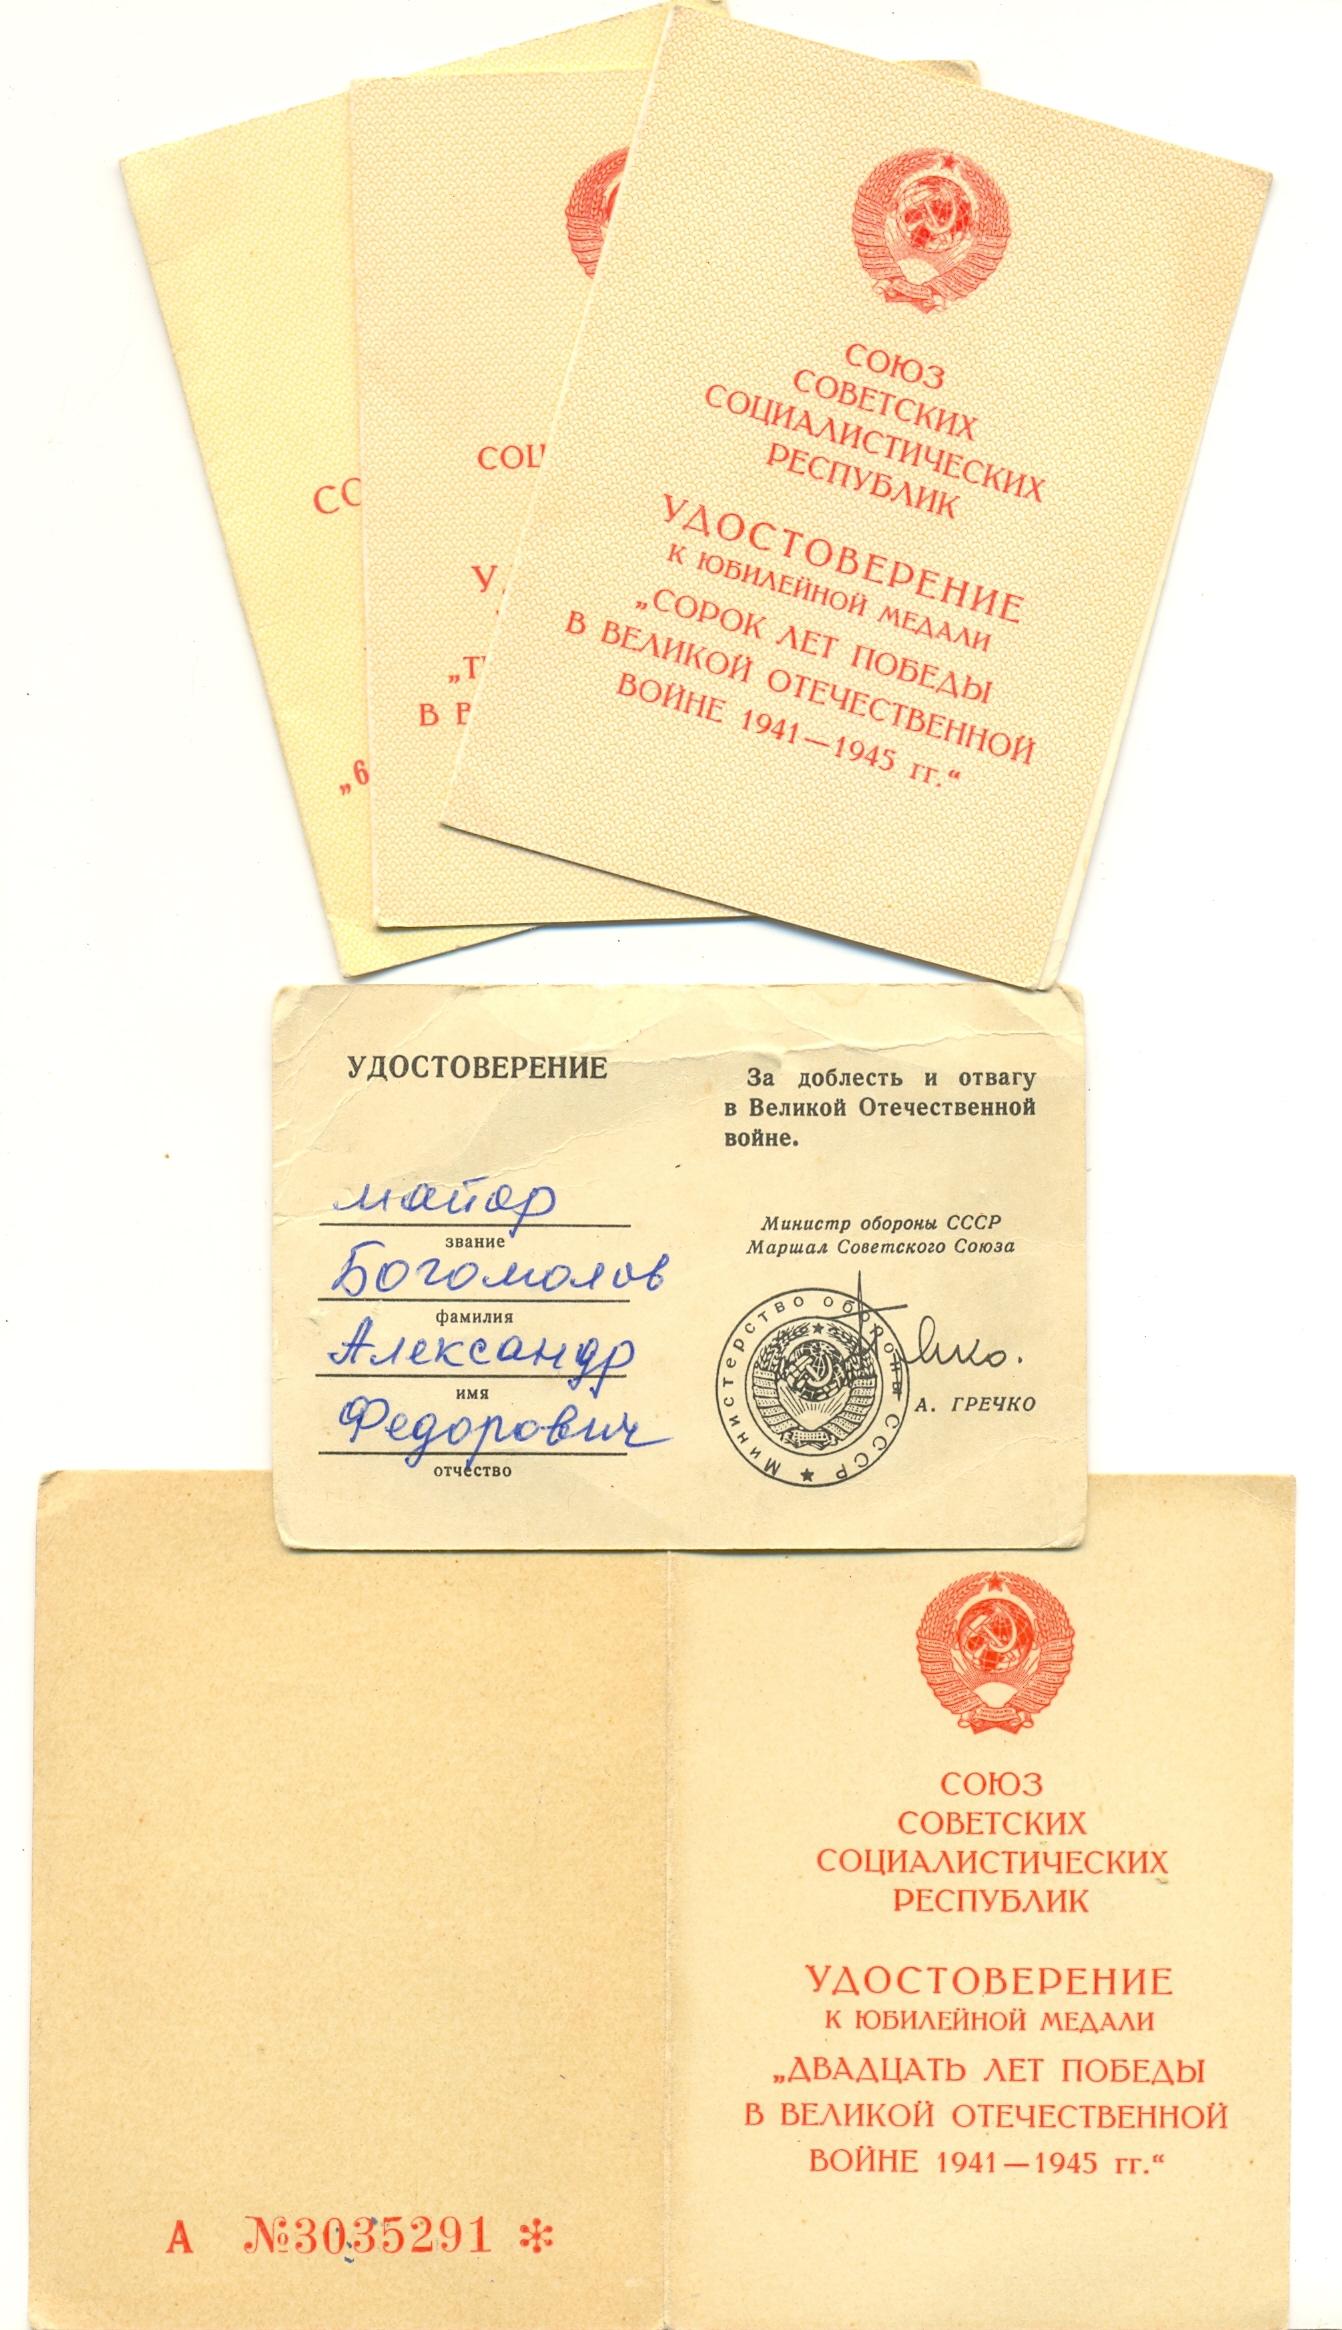 СО
„6
СОЦ
У
„Т
В В
СОЮЗ
СОВЕТСКИХ
СОЦИАЛИСТИЧЕСКИХ
РЕСПУБЛИК
УДОСТОВЕРЕНИЕ
К ЮБИЛЕЙНОЙ МЕДАЛИ
„СОРОК ЛЕТ ПОБЕДЫ
В ВЕЛИКОЙ ОТЕЧЕСТВЕННОЙ
ВОЙНЕ 1941—1945 гг.“
УДОСТОВЕРЕНИЕ
майор
звание
Богомолов
фамилия
Александр
имя
Федорович
отчество
За доблесть и отвагу
в Великой Отечественной
войне.
Министр обороны СССР
Маршал Советского Союза
Министерство обороны СССР
А. ГРЕЧКО
СОЮЗ
СОВЕТСКИХ
СОЦИАЛИСТИЧЕСКИХ
РЕСПУБЛИК
УДОСТОВЕРЕНИЕ
К ЮБИЛЕЙНОЙ МЕДАЛИ
„ДВАДЦАТЬ ЛЕТ ПОБЕДЫ
В ВЕЛИКОЙ ОТЕЧЕСТВЕННОЙ
ВОЙНЕ 1941—1945 гг.“
А №3035291 *